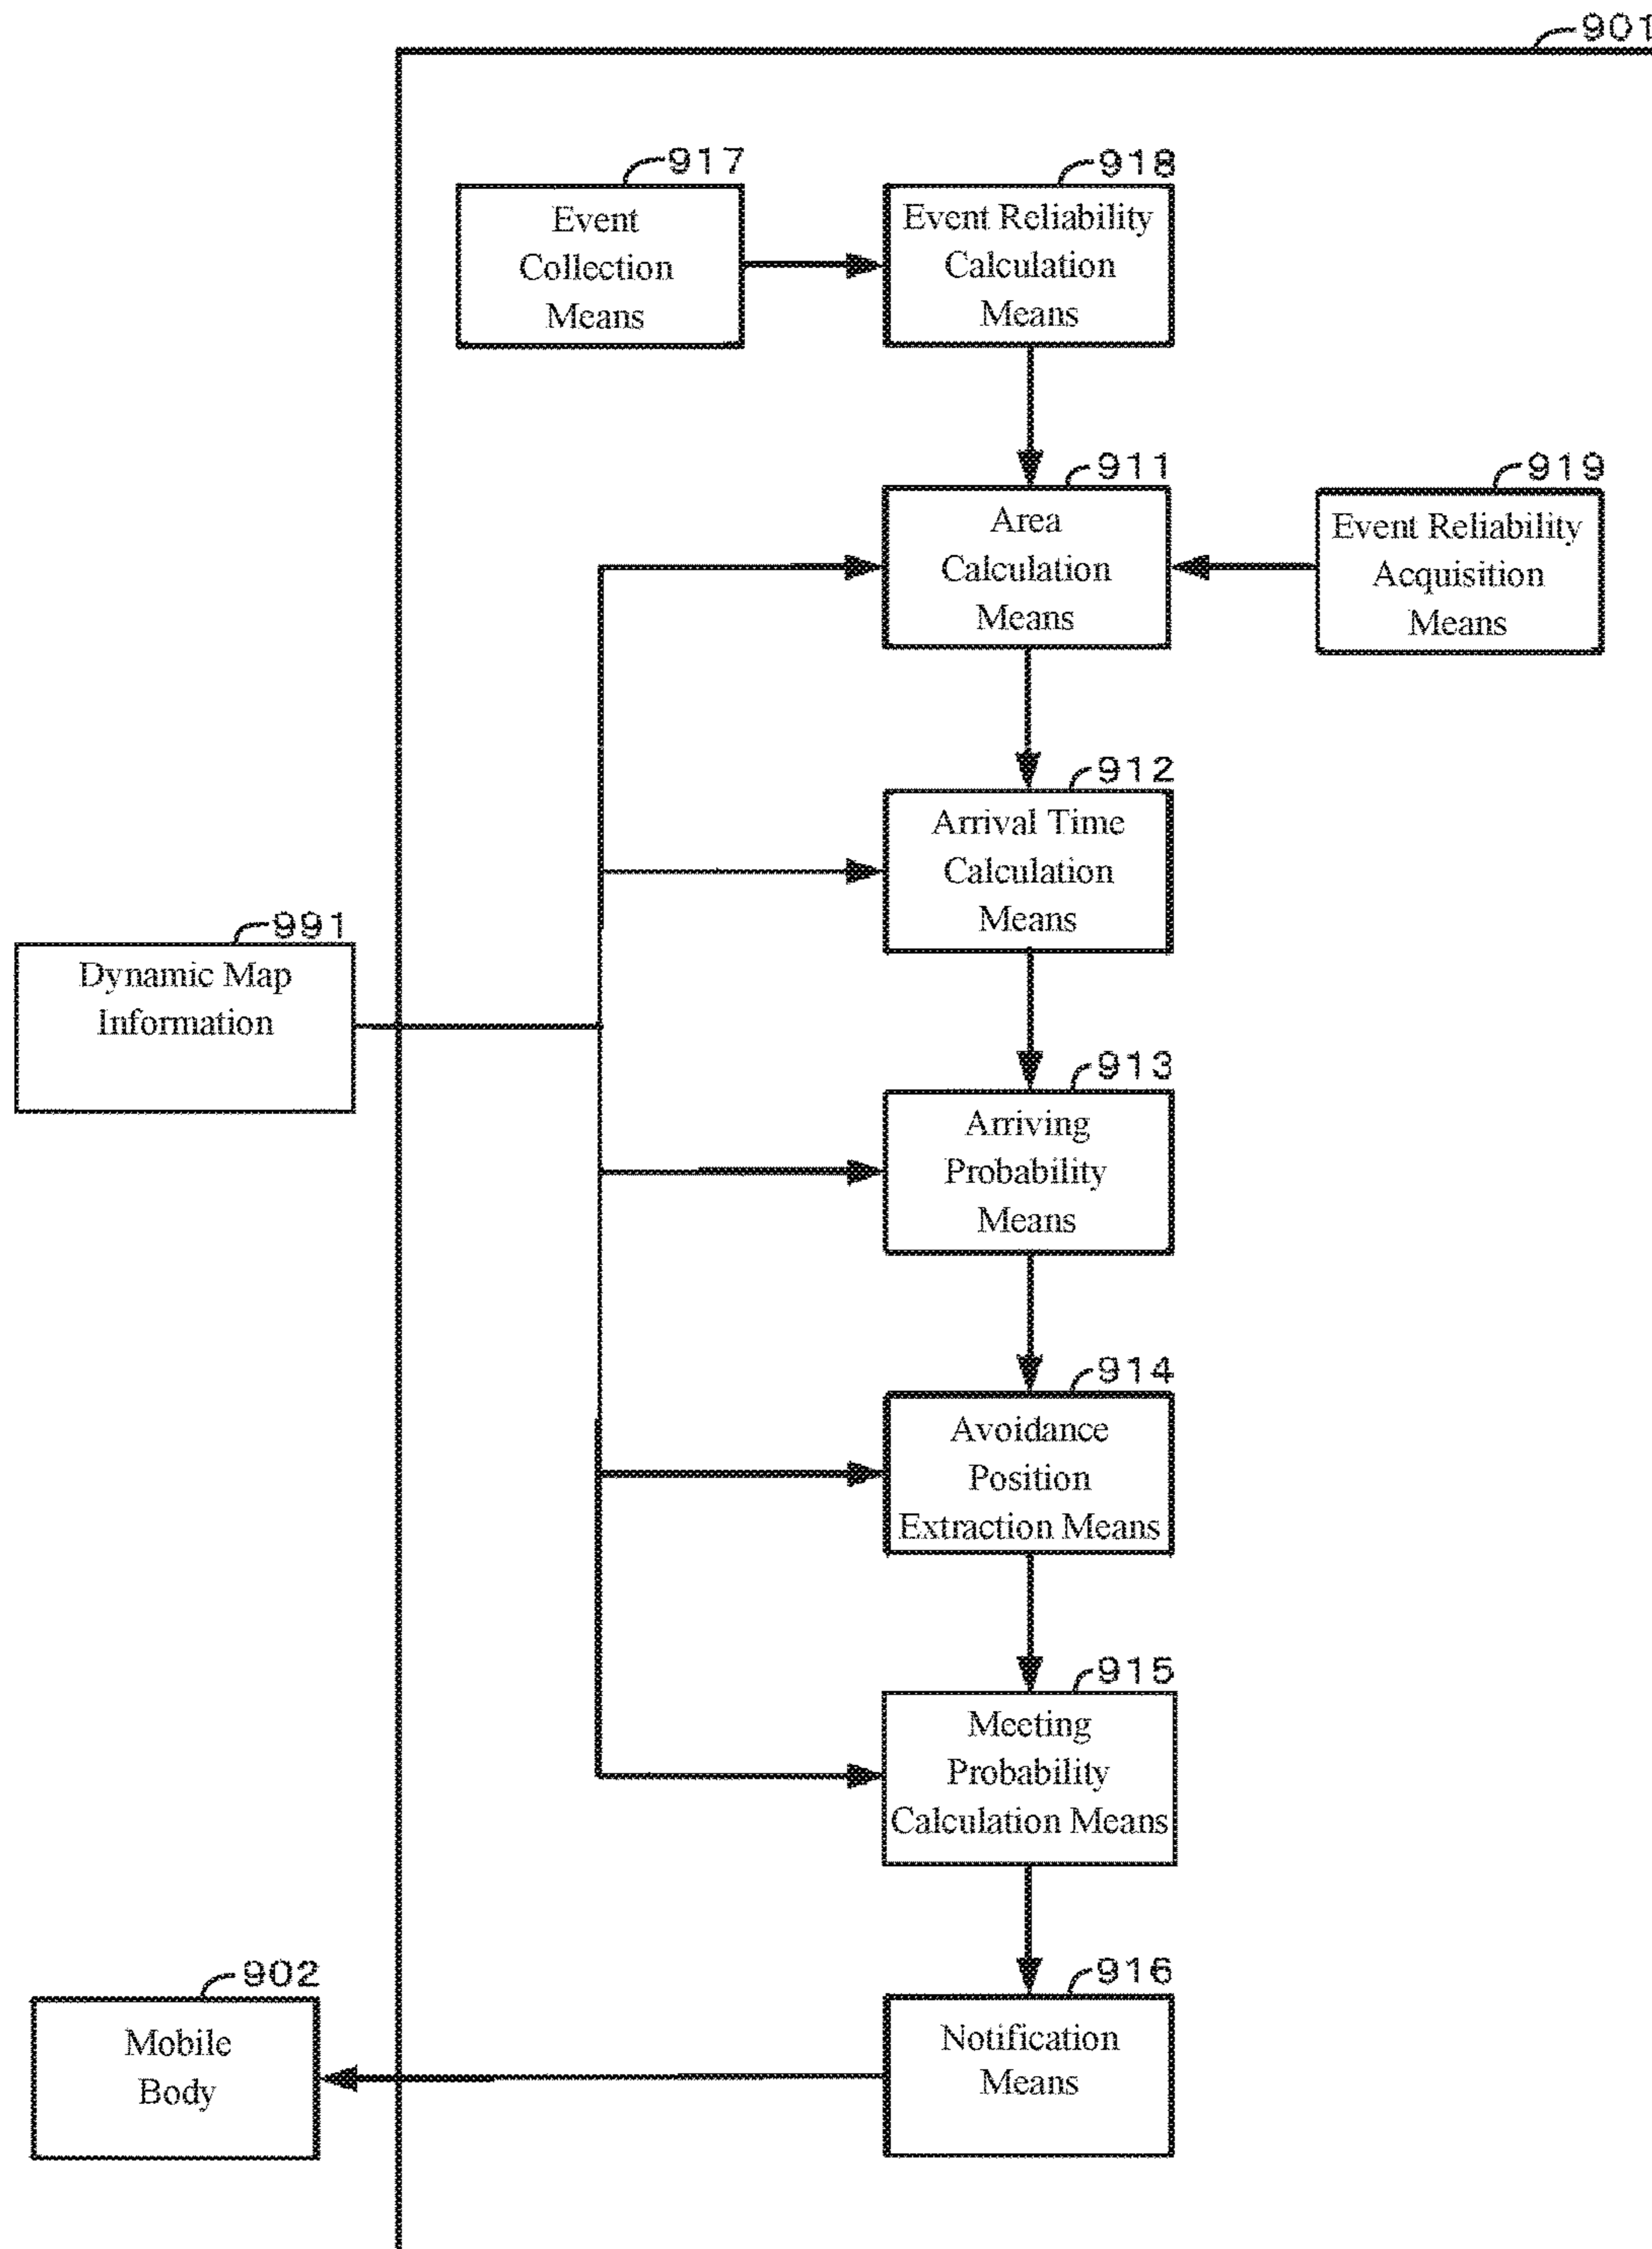 901
917
Event
Collection
Means
918
Event Reliability
Calculation
Means
911
Area
Calculation
Means
919
Event Reliability
Acquisition
Means
912
Arrival Time
Calculation
Means
991
Dynamic Map
Information
913
Arriving
Probability
Means
914
Avoidance
Position
Extraction Means
915
Meeting
Probability
Calculation Means
902
Mobile
Body
916
Notification
Means